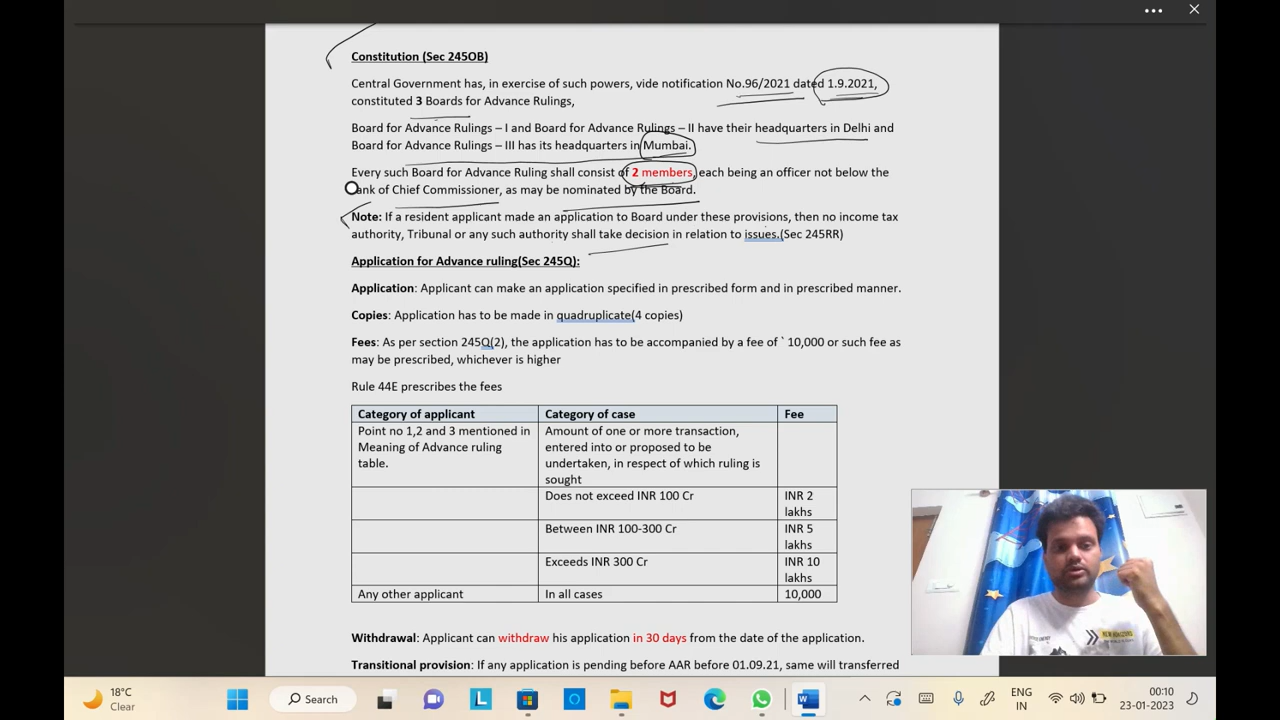 Constitution (Sec 245OB)
Central Government has, in exercise of such powers, vide notification No.96/2021 dated 1.9.2021,
constituted 3 Boards for Advance Rulings,
Board for Advance Rulings – I and Board for Advance Rulings – II have their headquarters in Delhi and
Board for Advance Rulings – III has its headquarters in Mumbai.
Every such Board for Advance Ruling shall consist of 2 members, each being an officer not below the
rank of Chief Commissioner, as may be nominated by the Board.
Note: If a resident applicant made an application to Board under these provisions, then no income tax
authority, Tribunal or any such authority shall take decision in relation to issues.(Sec 245RR)
Application for Advance ruling(Sec 245Q):
Application: Applicant can make an application specified in prescribed form and in prescribed manner.
Copies: Application has to be made in quadruplicate(4 copies)
Fees: As per section 245Q(2), the application has to be accompanied by a fee of ` 10,000 or such fee as
may be prescribed, whichever is higher
Rule 44E prescribes the fees
Category of applicant Category of case Fee
Point no 1,2 and 3 mentioned in Amount of one or more transaction,
Meaning of Advance ruling entered into or proposed to be
table. undertaken, in respect of which ruling is
sought
Does not exceed INR 100 Cr INR 2
lakhs
Between INR 100-300 Cr INR 5
lakhs
Exceeds INR 300 Cr INR 10
lakhs
Any other applicant In all cases 10,000
Withdrawal: Applicant can withdraw his application in 30 days from the date of the application.
Transitional provision: If any application is pending before AAR before 01.09.21, same will transferred
NEW HORIZONS
18°C
Clear
Search
ENG
IN
00:10
23-01-2023